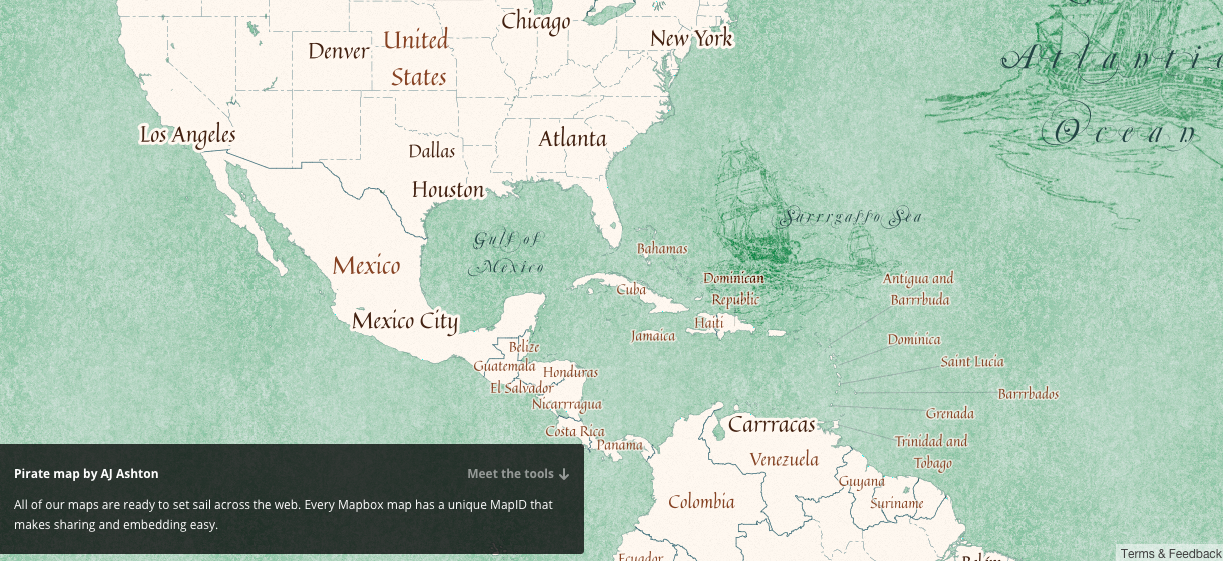 Chicago
New York
United
States
Denver
Atlantic
Ocean
Los Angeles
Atlanta
Dallas
Houston
Sarrrgasso Sea
Gulf of
Mexico
Bahamas
Mexico
Dominican
Republic
Antigua and
Barrrbuda
Cuba
Mexico City
Haiti
Jamaica
Dominica
Belize
Saint Lucia
Guatemala
Honduras
El Salvador
Barrrbados
Nicarrragua
Grenada
Carrracas
Costa Rica
Panama
Trinidad and
Tobago
Venezuela
Guyana
Colombia
Suriname
Ecuador
Belém
Pirate map by AJ Ashton
Meet the tools ↓
All of our maps are ready to set sail across the web. Every Mapbox map has a unique MapID that
makes sharing and embedding easy.
Terms & Feedback